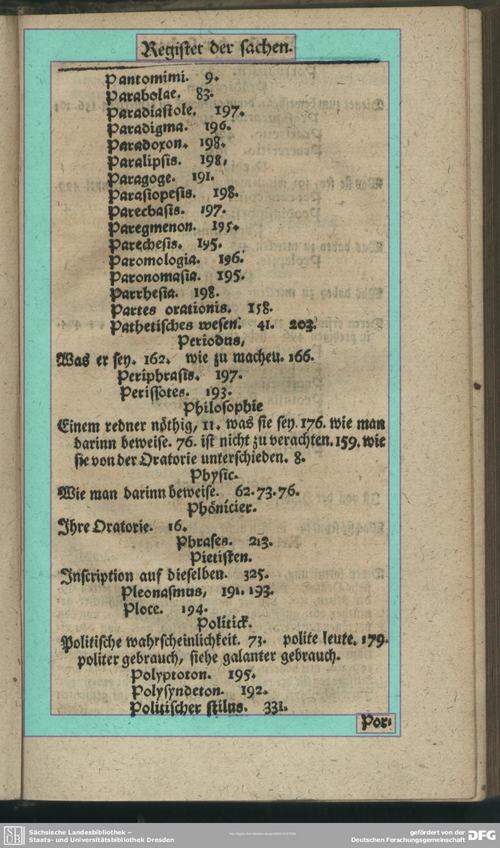 Register der sachen.
Pantomimi. 9.
Parabolae. 83.
Paradiastole. 197.
Paradigma. 196.
Paradoxon. 198.
Paralipsis. 198.
Paragoge. 191.
Parasiopesis. 198.
Parecbasis. 197.
Paregmenon. 195.
Parechesis. 195.
Paromologia. 196.
Paronomasia. 195.
Parrhesia. 198.
Partes orationis. 158.
Pathetisches wesen. 41. 203.
Periodus,
Was er sey. 162. wie zu macheu. 166.
Periphrasis. 197.
Perissotes. 193.
Philosophie
Einem redner nöthig, 11. was sie sey. 176. wie man
darinn beweise. 76. ist nicht zu verachten. 159. wie
sie von der Oratorie unterschieden. 8.
Physic.
Wie man darinn beweise. 62. 73. 76.
Phönicier.
Ihre Oratorie. 16.
Phrases. 213.
Pietisten.
Inscription auf dieselben. 325.
Pleonasmus, 191. 193.
Ploce. 194.
Politick.
Politische wahrscheinlichkeit. 73. polite leute. 179.
politer gebrauch, siehe galanter gebrauch.
Polyptoton. 195.
Polysyndeton. 192.
Politischer stilus. 331.
Por-
Sächsische Landesbibliothek –
Staats- und Universitätsbibliothek Dresden
gefördert von der
Deutschen Forschungsgemeinschaft
DFG